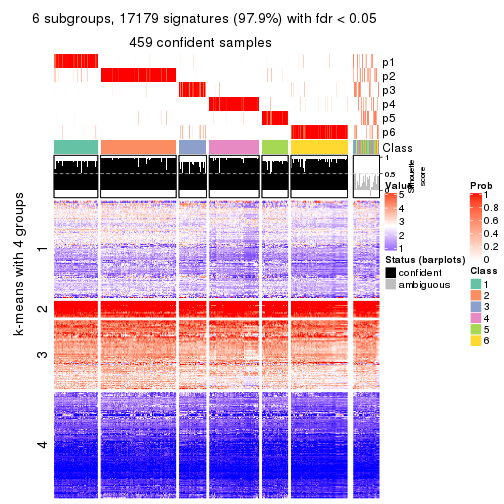 6 subgroups, 17179 signatures (97.9%) with fdr < 0.05
459 confident samples
p1
p2
p3
p4
p5
p6
Class
1
0.5
0
Silhouette
score
k-means with 4 groups
1
2
3
4
Value
5
4
3
2
1
Status (barplots)
confident
ambiguous
Prob
1
0.8
0.6
0.4
0.2
0
Class
1
2
3
4
5
6